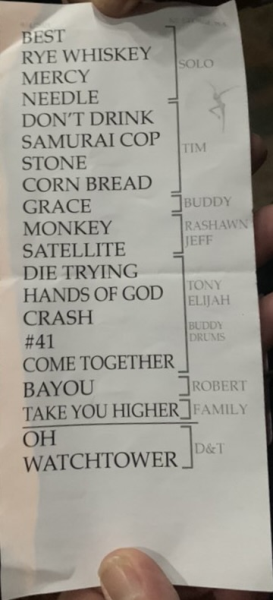 BEST
RYE WHISKEY
MERCY
NEEDLE
SOLO
DON'T DRINK
SAMURAI COP
STONE
CORN BREAD
TIM
GRACE
BUDDY
MONKEY
SATELLITE
RASHAWN
JEFF
DIE TRYING
HANDS OF GOD
CRASH
#41
COME TOGETHER
TONY
ELIJAH
BUDDY
DRUMS
BAYOU
ROBERT
TAKE YOU HIGHER
FAMILY
OH
WATCHTOWER
D&T